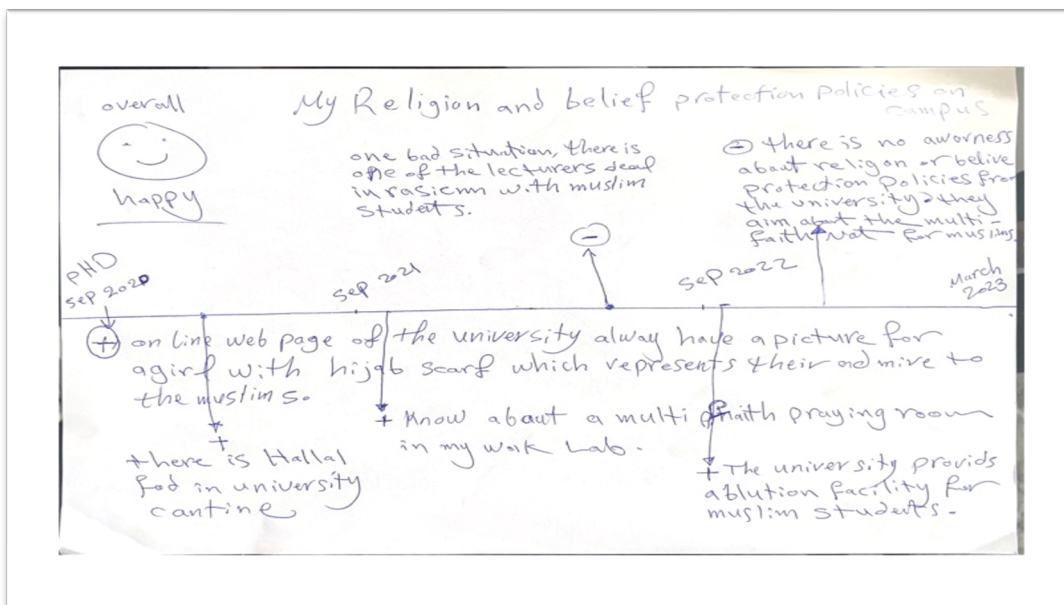 overall
happy
My Religion and belief protection policies on
campus
one bad situation, there is
one of the lecturers deal
in rasicmn with muslim
students.
⊖ there is no aworness
about religon or belive
protection policies from
the university & they
aim about the multi-
faith not for muslims
PHD
Sep 2020
Sep 2021
-
Sep 2022
March
2023
+ on line web page of the university alway have a picture for
a girl with hijab scarf which represents their admire to
the muslims.
+ Know about a multi faith praying room
in my work Lab.
+
there is Hallal
fod in university
cantine
+ The university provids
ablution facility for
muslim students.